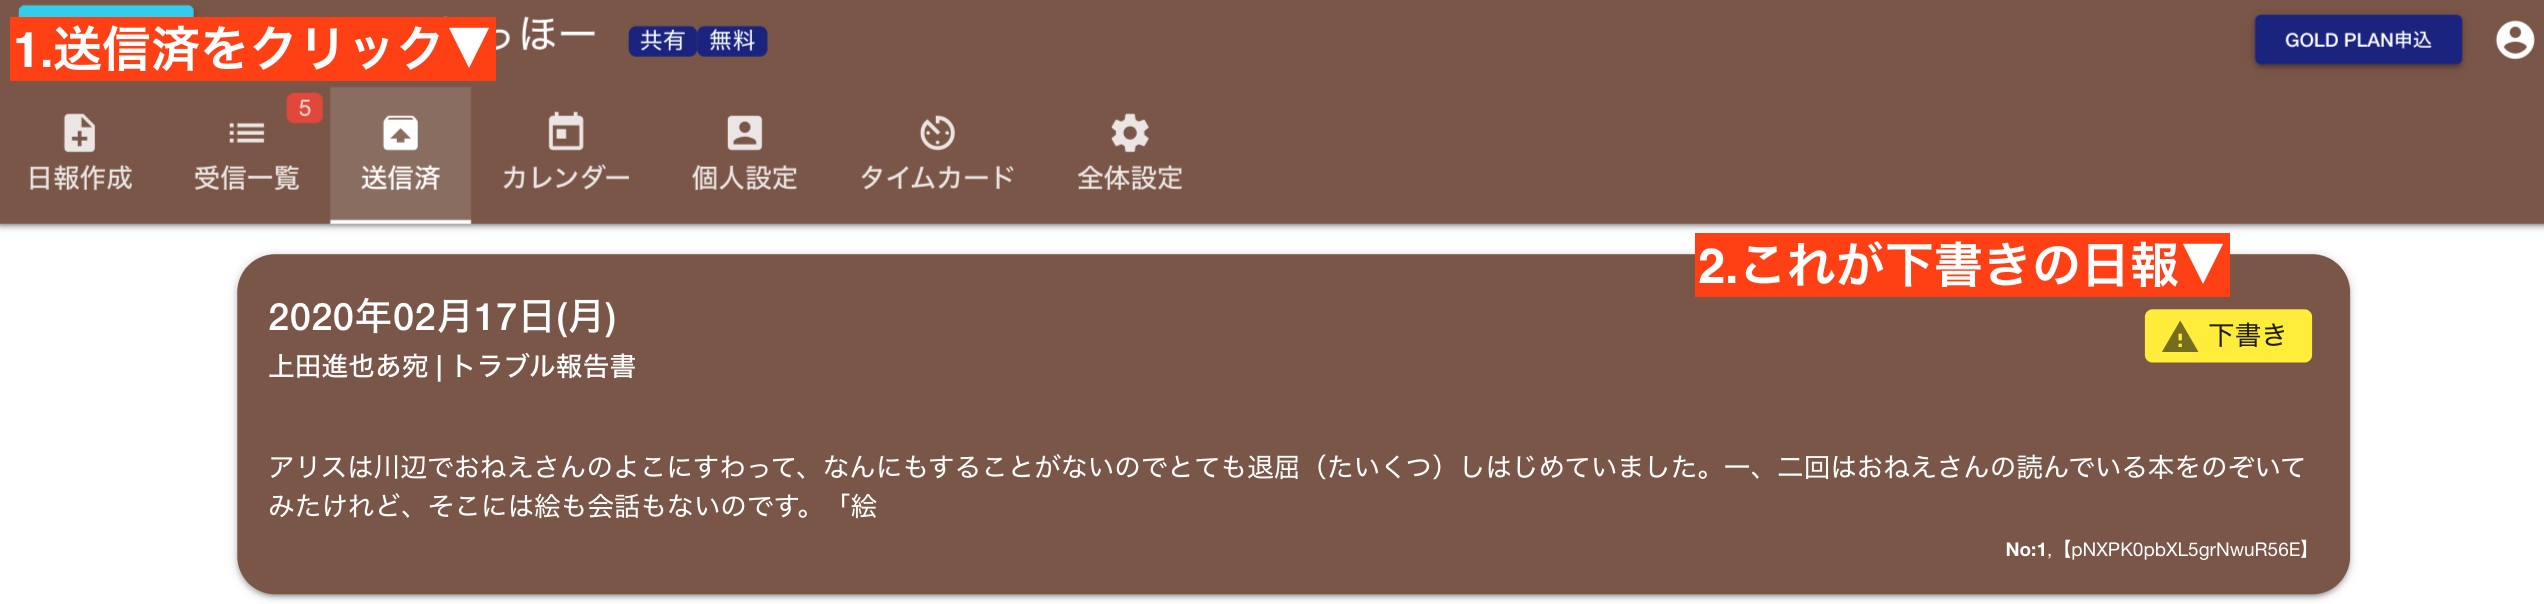 1.送信済をクリック▼
っほー
共有 無料
GOLD PLAN申込
5
日報作成 受信一覧 送信済 カレンダー 個人設定 タイムカード 全体設定
2.これが下書きの日報▼
2020年02月17日(月)
下書き
上田進也あ宛 | トラブル報告書
アリスは川辺でおねえさんのよこにすわって、なんにもすることがないのでとても退屈（たいくつ）しはじめていました。一、二回はおねえさんの読んでいる本をのぞいて
みたけれど、そこには絵も会話もないのです。「絵
No:1,【pNXPK0pbXL5grNwuR56E】